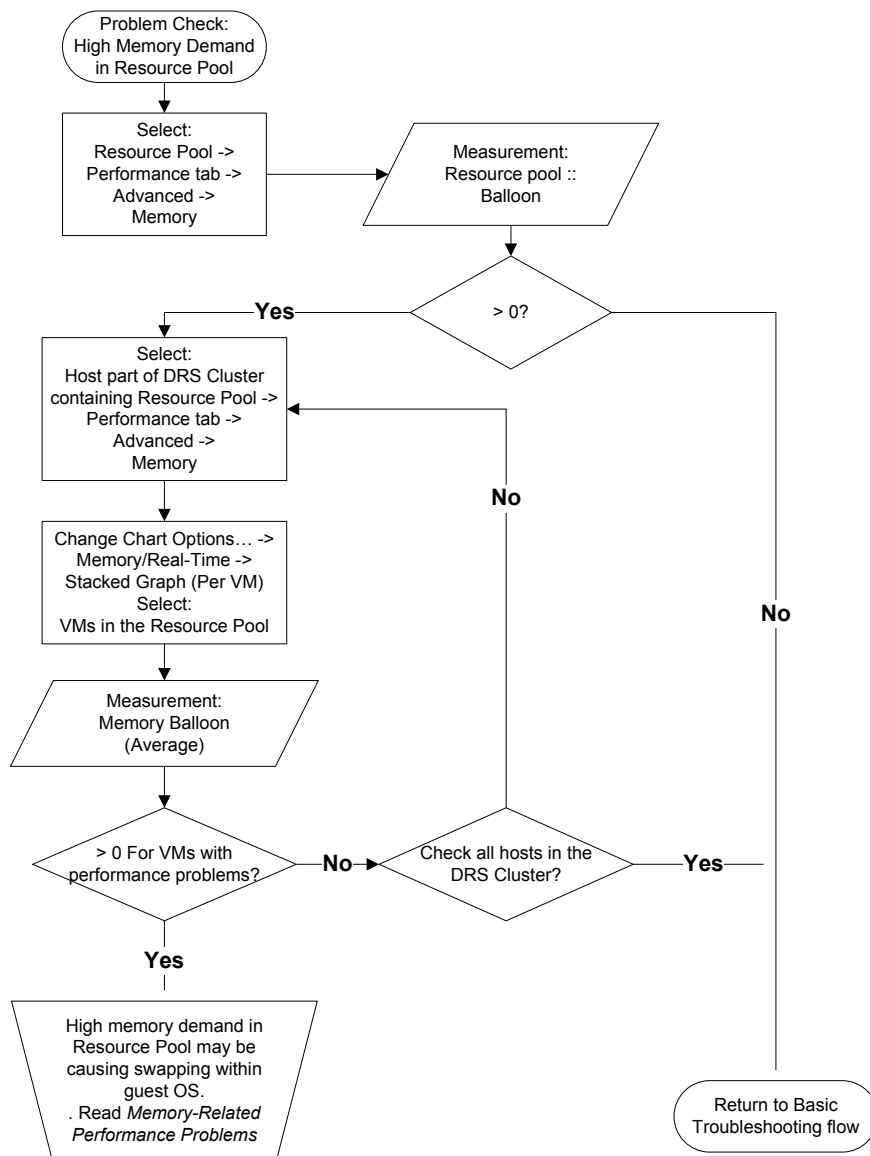 Problem Check:
High Memory Demand
in Resource Pool
Select:
Resource Pool ->
Performance tab ->
Advanced ->
Memory
Measurement:
Resource pool ::
Balloon
> 0?
Yes
No
Select:
Host part of DRS Cluster
containing Resource Pool ->
Performance tab ->
Advanced ->
Memory
Change Chart Options… ->
Memory/Real-Time ->
Stacked Graph (Per VM)
Select:
VMs in the Resource Pool
Measurement:
Memory Balloon
(Average)
> 0 For VMs with
performance problems?
No
Check all hosts in the
DRS Cluster?
No
Yes
Yes
High memory demand in
Resource Pool may be
causing swapping within
guest OS.
. Read Memory-Related
Performance Problems
Return to Basic
Troubleshooting flow